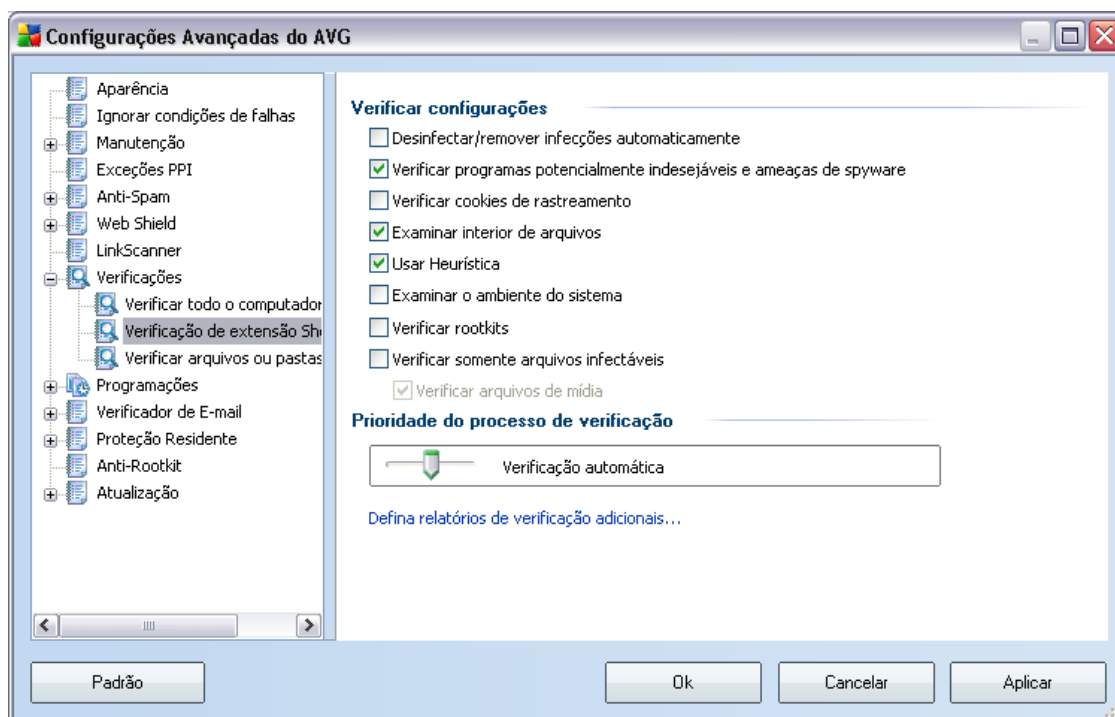 Configurações Avançadas do AVG
Aparência
Ignorar condições de falhas
Manutenção
Exceções PPI
Anti-Spam
Web Shield
LinkScanner
Verificações
Verificar todo o computador
Verificação de extensão She
Verificar arquivos ou pastas
Programações
Verificador de E-mail
Proteção Residente
Anti-Rootkit
Atualização
Verificar configurações
Desinfectar/remover infecções automaticamente
Verificar programas potencialmente indesejáveis e ameaças de spyware
Verificar cookies de rastreamento
Examinar interior de arquivos
Usar Heurística
Examinar o ambiente do sistema
Verificar rootkits
Verificar somente arquivos infectáveis
Verificar arquivos de mídia
Prioridade do processo de verificação
Verificação automática
Defina relatórios de verificação adicionais...
Padrão
Ok
Cancelar
Aplicar